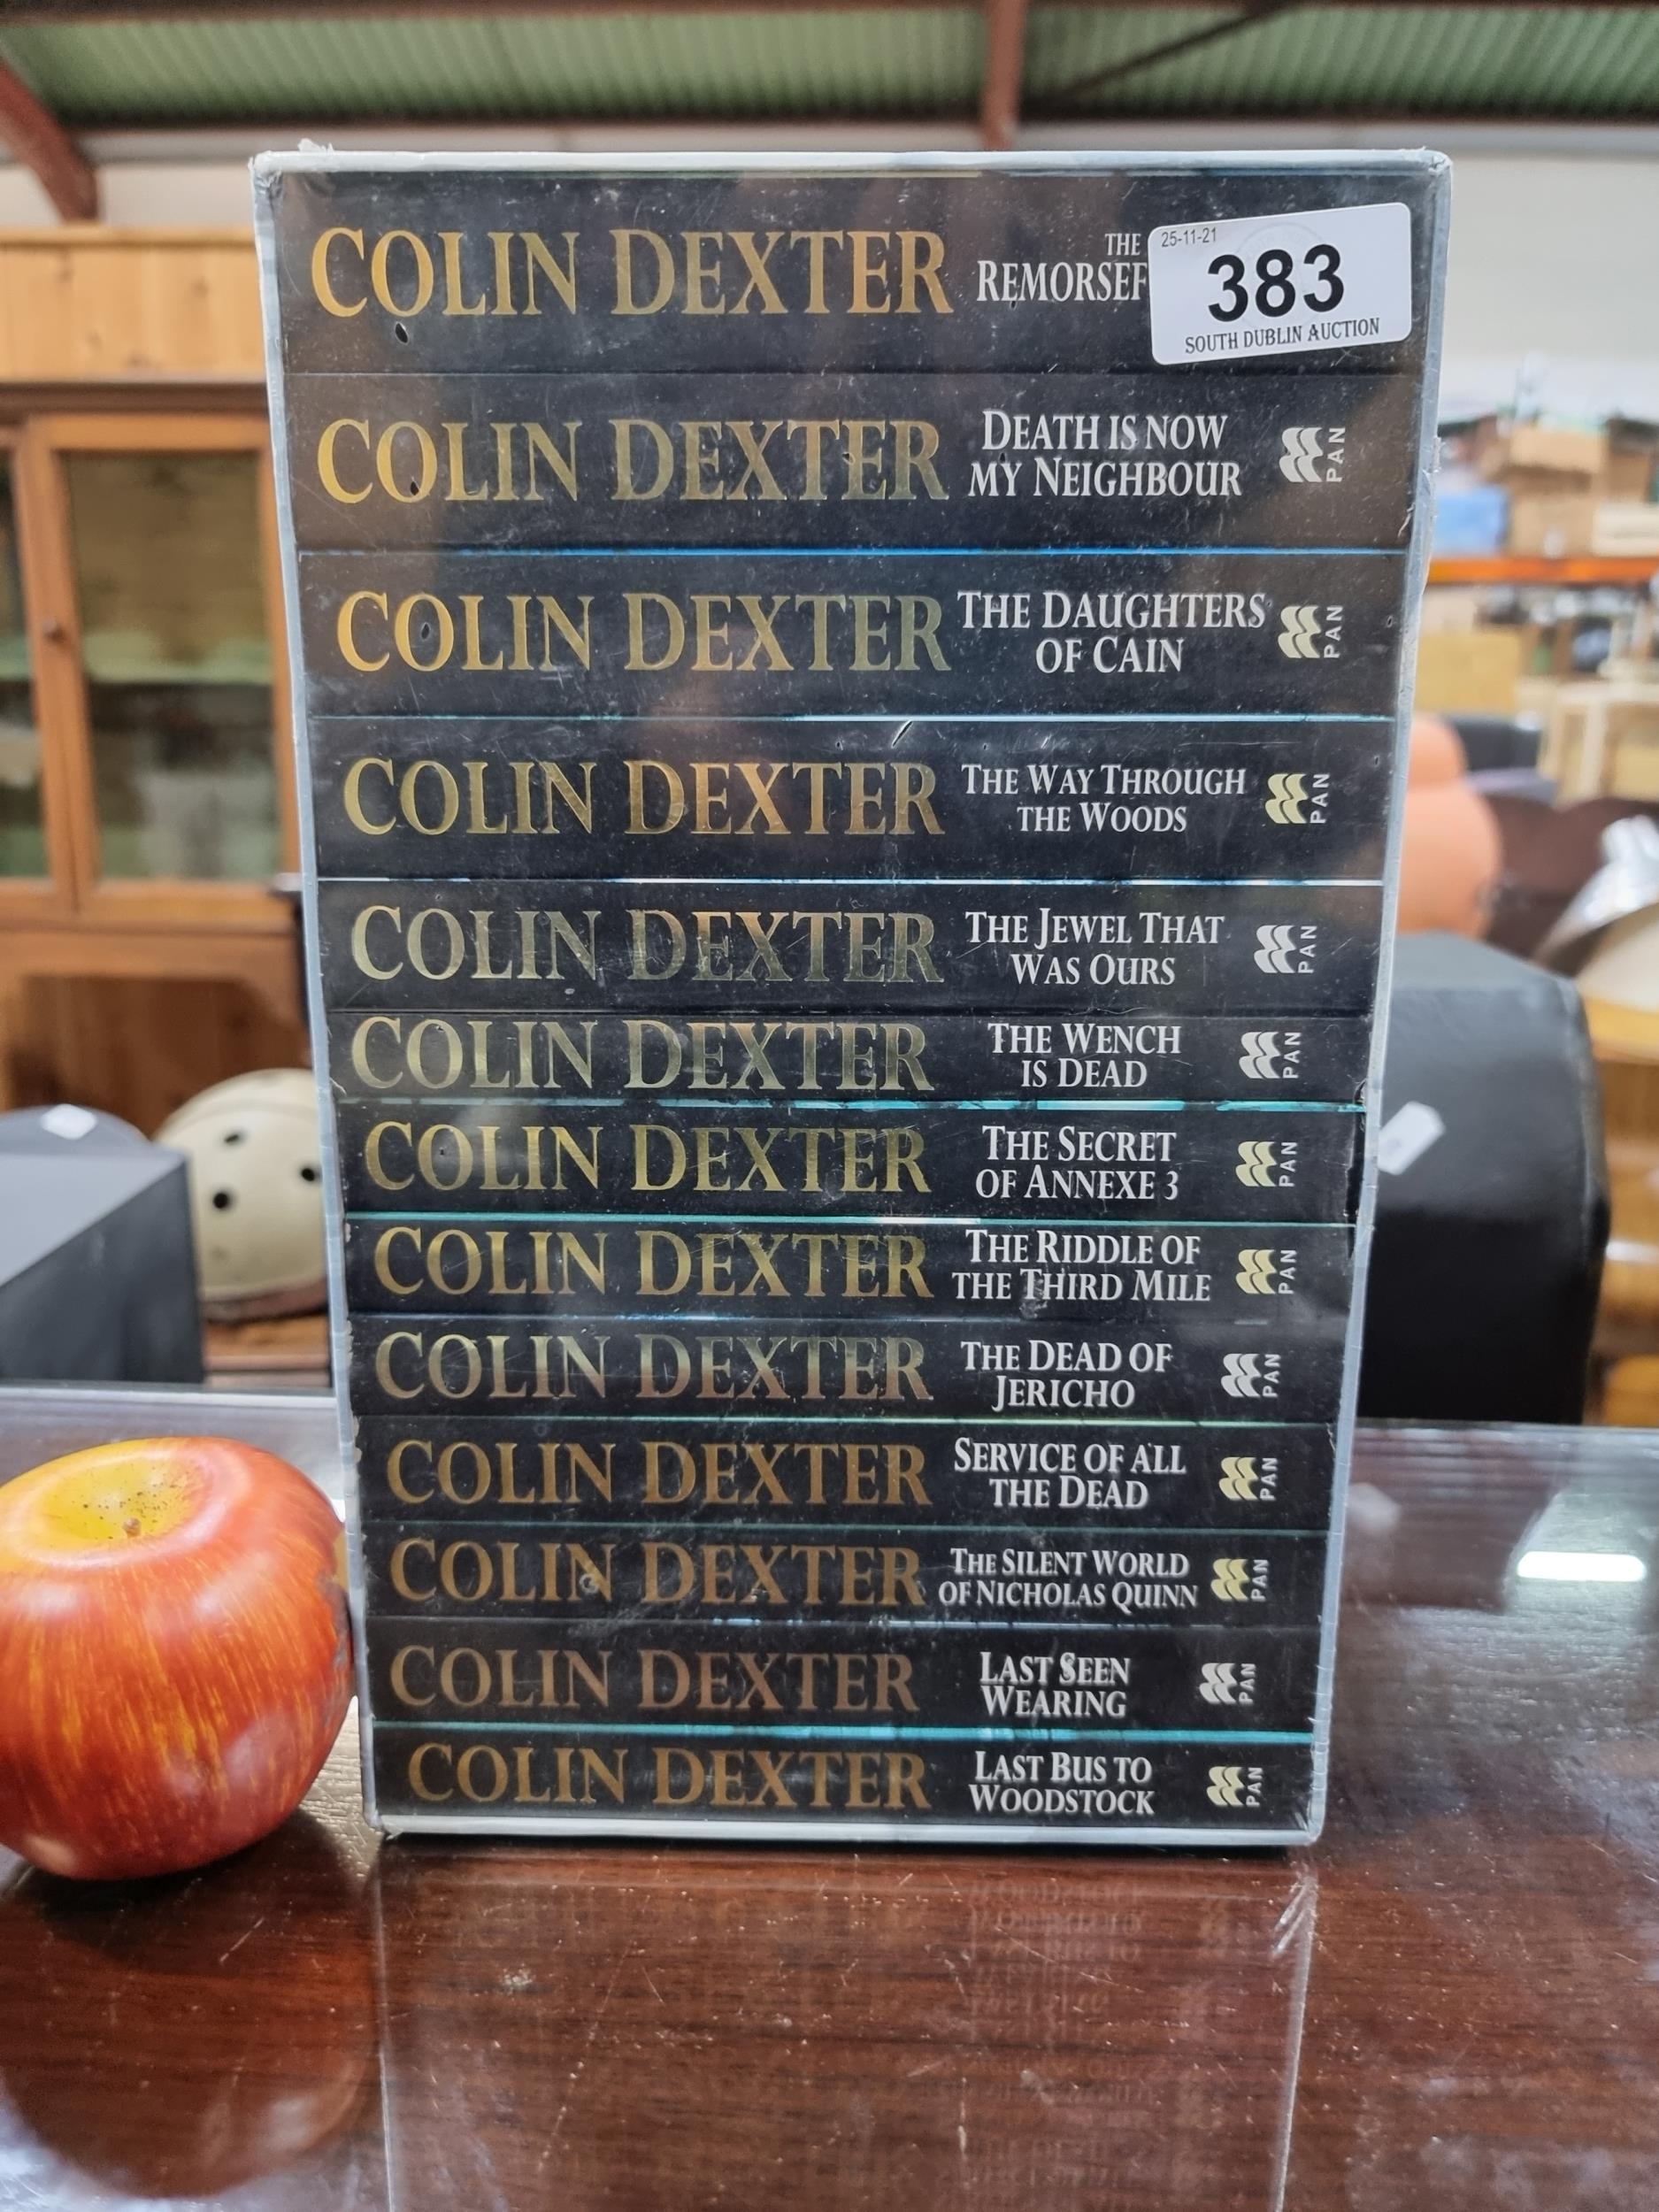 COLIN DEXTER
THE
REMORSEF
25-11-21
383
SOUTH DUBLIN AUCTION
COLIN DEXTER
DEATH IS NOW
MY NEIGHBOUR
PAN
COLIN DEXTER
THE DAUGHTERS
OF CAIN
PAN
COLIN DEXTER
THE WAY THROUGH
THE WOODS
PAN
COLIN DEXTER
THE JEWEL THAT
WAS OURS
PAN
COLIN DEXTER
THE WENCH
IS DEAD
PAN
COLIN DEXTER
THE SECRET
OF ANNEXE 3
PAN
COLIN DEXTER
THE RIDDLE OF
THE THIRD MILE
PAN
COLIN DEXTER
THE DEAD OF
JERICHO
PAN
COLIN DEXTER
SERVICE OF ALL
THE DEAD
PAN
COLIN DEXTER
THE SILENT WORLD
OF NICHOLAS QUINN
PAN
COLIN DEXTER
LAST SEEN
WEARING
PAN
COLIN DEXTER
LAST BUS TO
WOODSTOCK
PAN